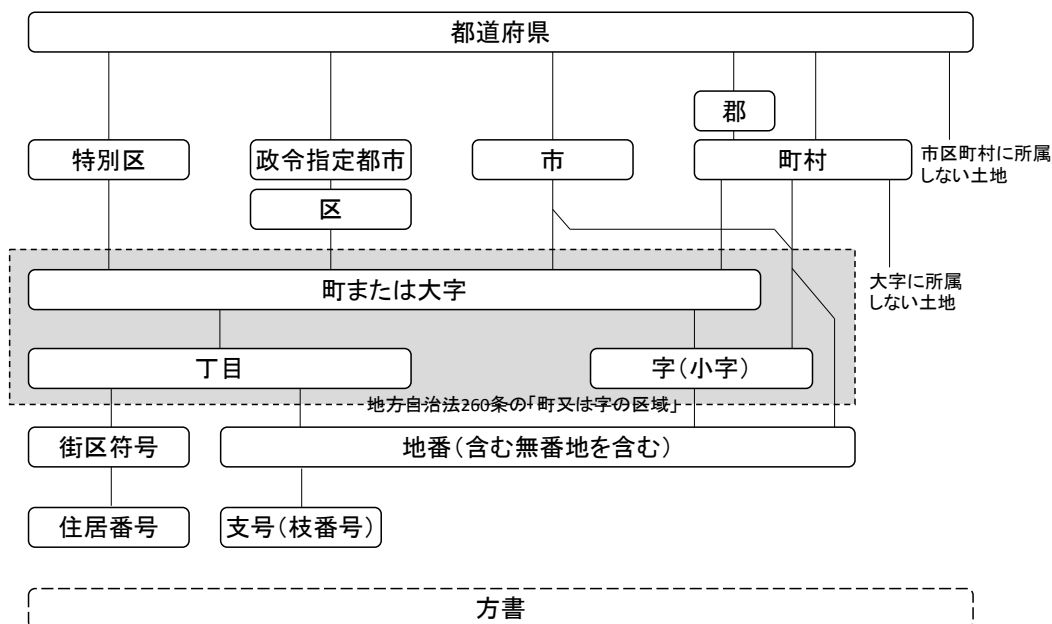 都道府県
郡
特別区
政令指定都市
市
町村
市区町村に所属
しない土地
区
町または大字
大字に所属
しない土地
丁目
字(小字)
地方自治法260条の「町又は字の区域」
街区符号
地番(含む無番地を含む)
住居番号
支号(枝番号)
方書